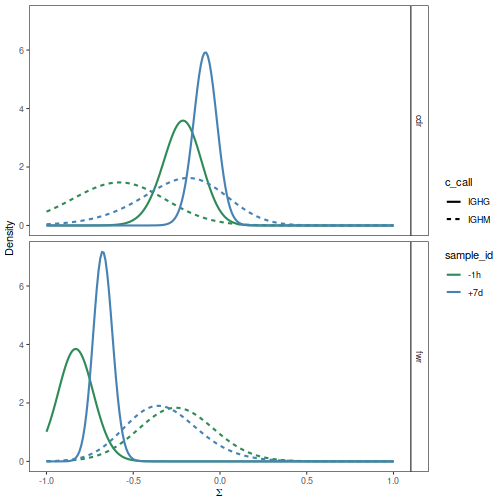 6
4
2
0
cdr
6
4
2
0
fwr
-1.0
-0.5
0.0
0.5
1.0
Σ
Density
c_call
IGHG
IGHM
sample_id
-1h
+7d